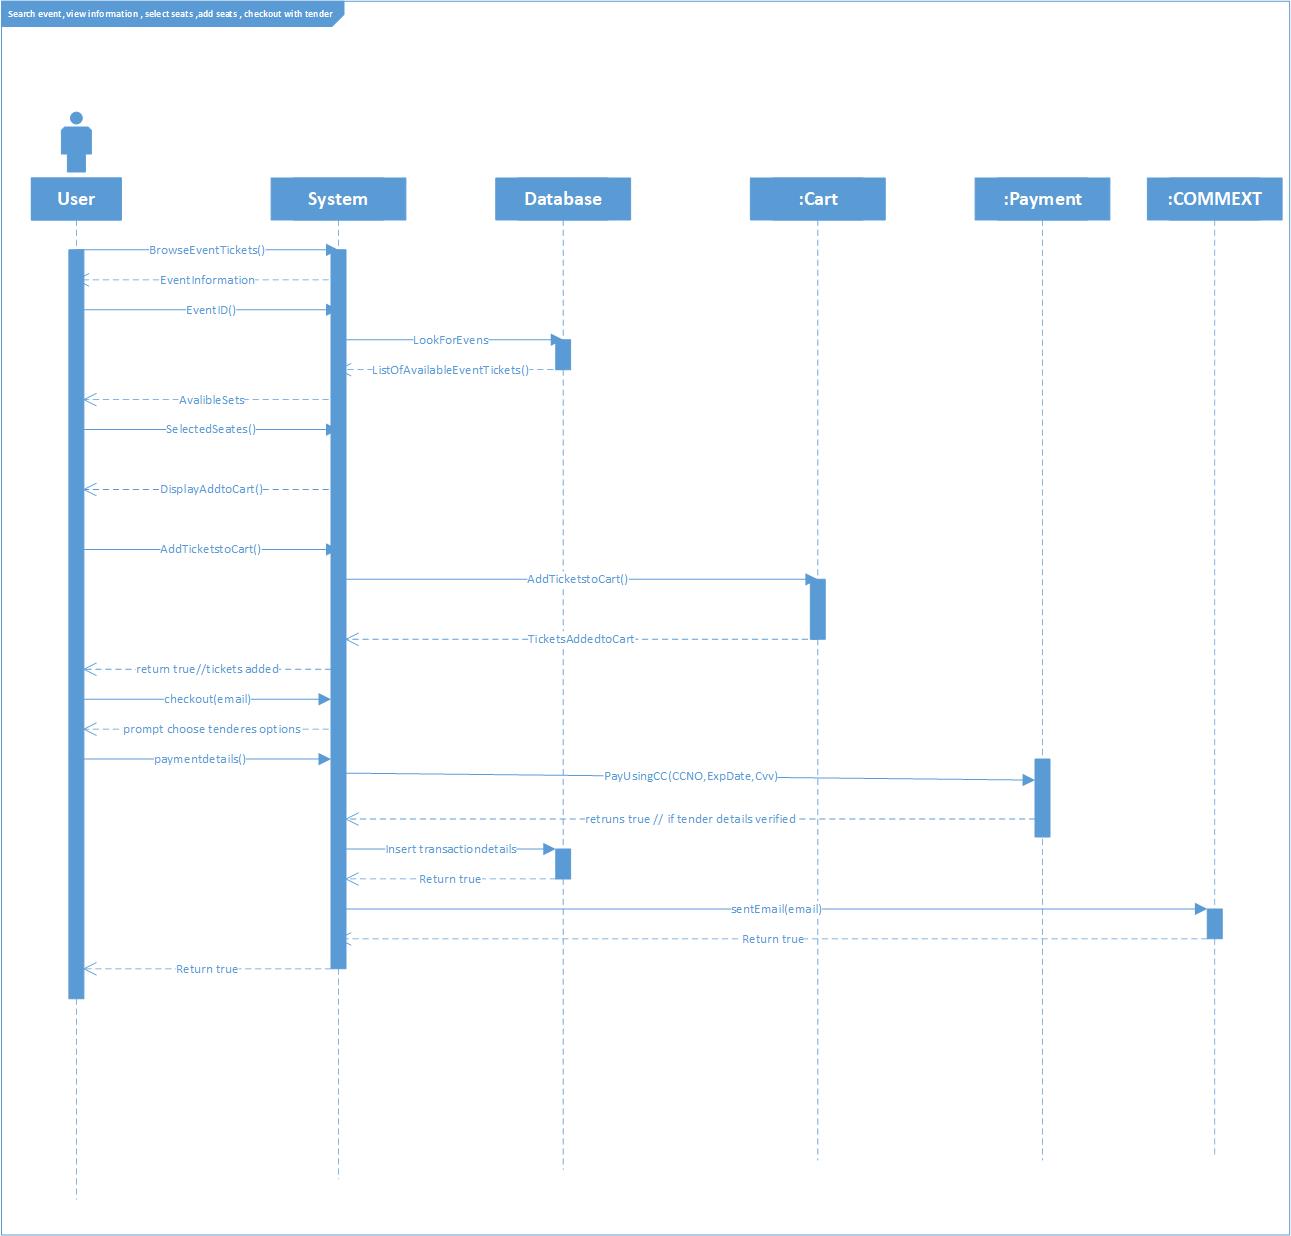 Search event, view information , select seats ,add seats , checkout with tender
User
System
Database
:Cart
:Payment
:COMMEXT
BrowseEventTickets()
EventInformation
EventID()
LookForEvens
ListOfAvailableEventTickets()
AvalibleSets
SelectedSeates()
DisplayAddtoCart()
AddTicketstoCart()
AddTicketstoCart()
TicketsAddedtoCart
return true//tickets added
checkout(email)
prompt choose tenderes options
paymentdetails()
PayUsingCC(CCNO,ExpDate,Cvv)
retruns true // if tender details verified
Insert transactiondetails
Return true
sentEmail(email)
Return true
Return true